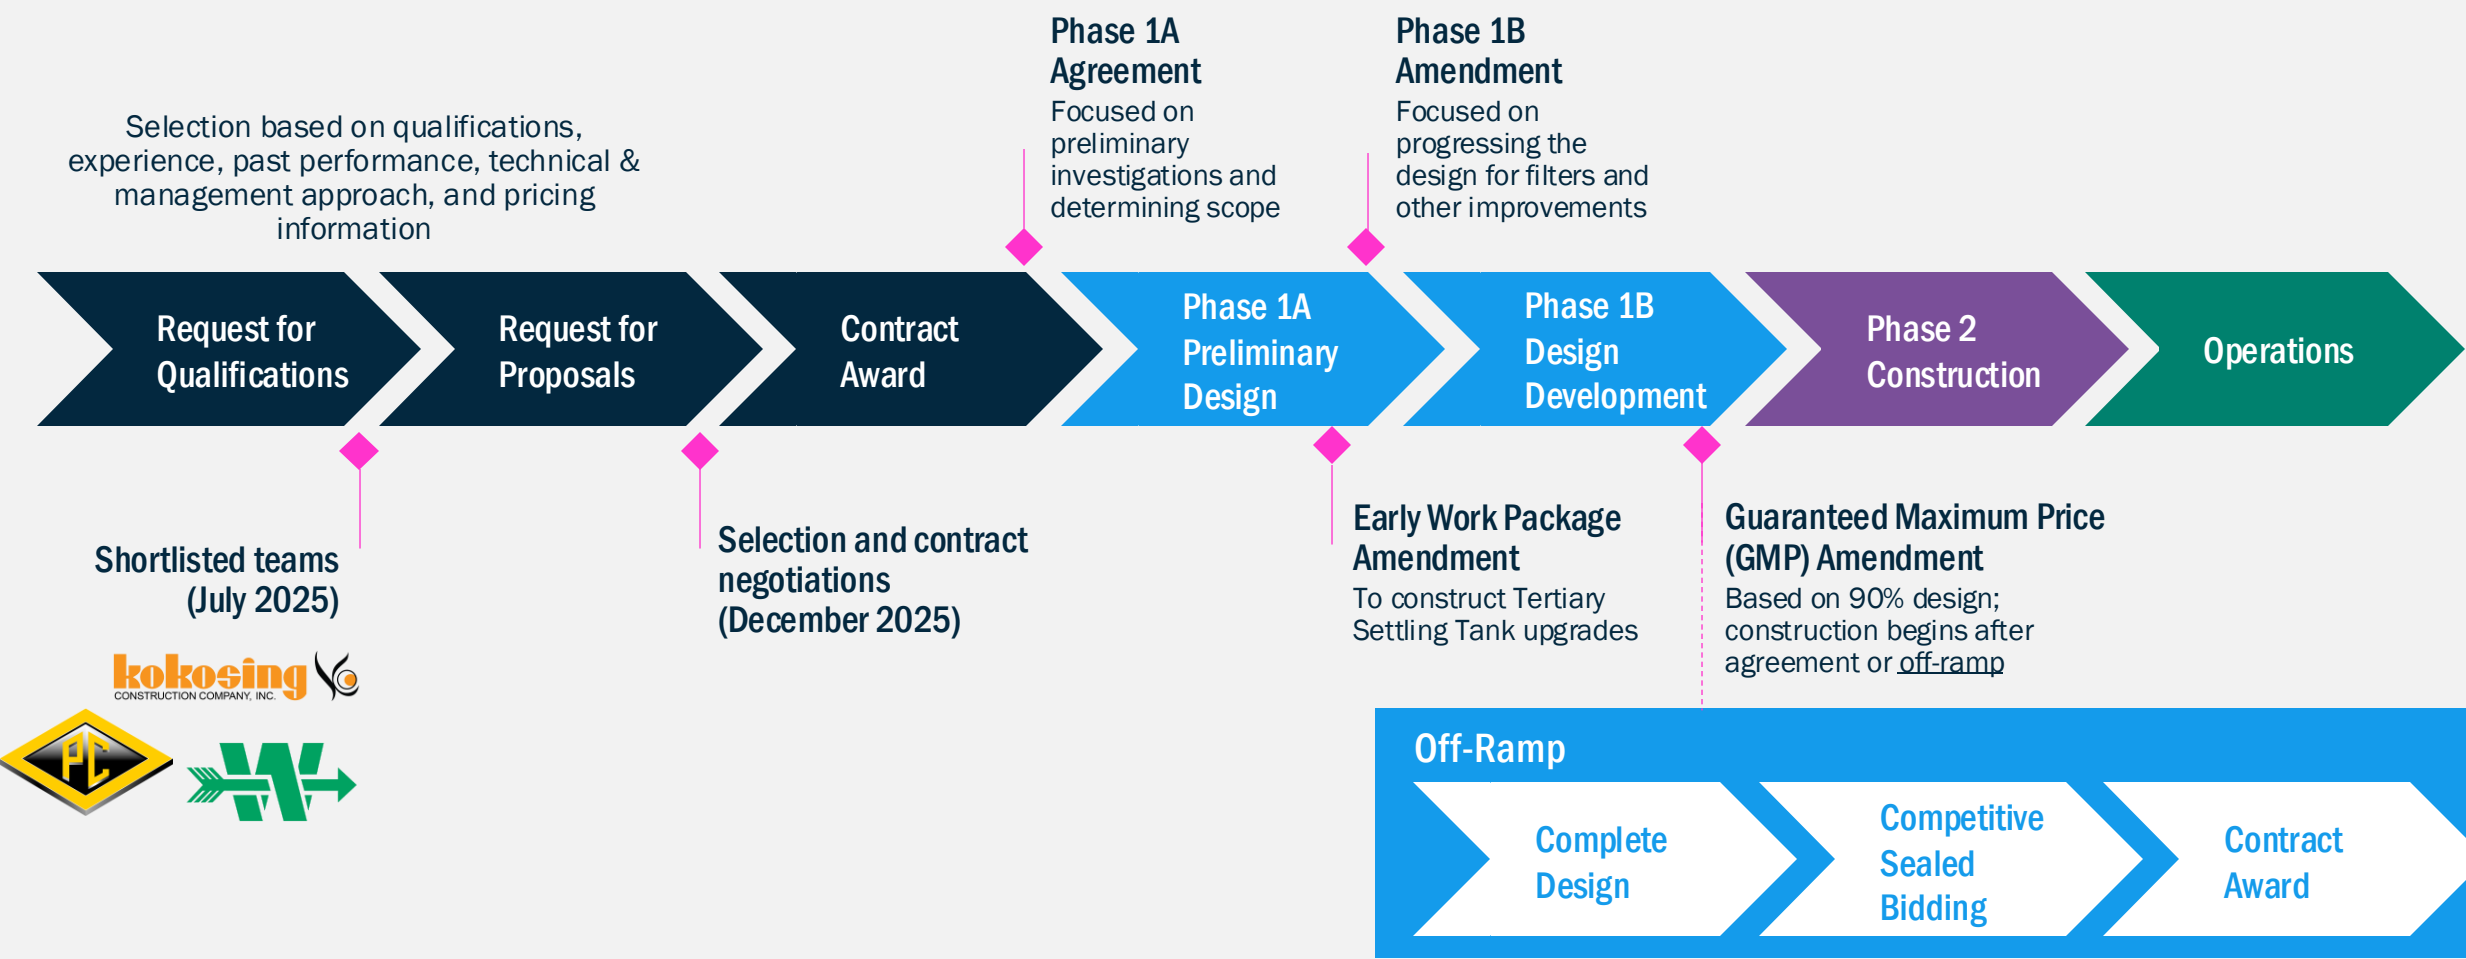 Phase 1A
Agreement
Focused on
preliminary
investigations and
determining scope
Phase 1B
Amendment
Focused on
progressing the
design for filters and
other improvements
Selection based on qualifications,
experience, past performance, technical &
management approach, and pricing
information
Request for
Qualifications
Request for
Proposals
Contract
Award
Phase 1A
Preliminary
Design
Phase 1B
Design
Development
Phase 2
Construction
Operations
Shortlisted teams
(July 2025)
kokosing
CONSTRUCTION COMPANY, INC.
PC
W
Selection and contract
negotiations
(December 2025)
Early Work Package
Amendment
To construct Tertiary
Settling Tank upgrades
Guaranteed Maximum Price
(GMP) Amendment
Based on 90% design;
construction begins after
agreement or off-ramp
Off-Ramp
Complete
Design
Competitive
Sealed
Bidding
Contract
Award